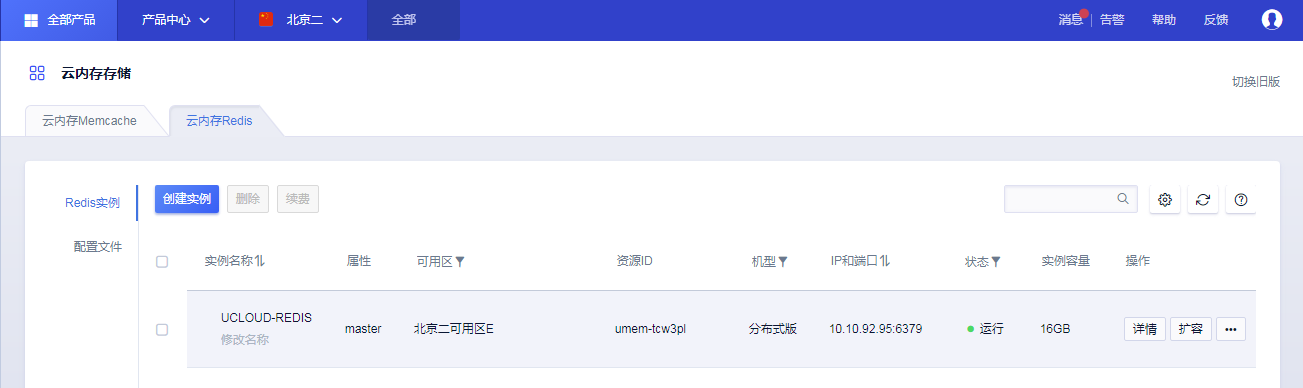 全部产品 产品中心 北京二 全部 消息 告警 帮助 反馈
云内存存储
切换旧版
云内存Memcache 云内存Redis
Redis实例 创建实例 删除 续费
配置文件
实例名称 属性 可用区 资源ID 机型 IP和端口 状态 实例容量 操作
UCLOUD-REDIS master 北京二可用区E umem-tcw3pl 分布式版 10.10.92.95:6379 运行 16GB 详情 扩容 •••
修改名称